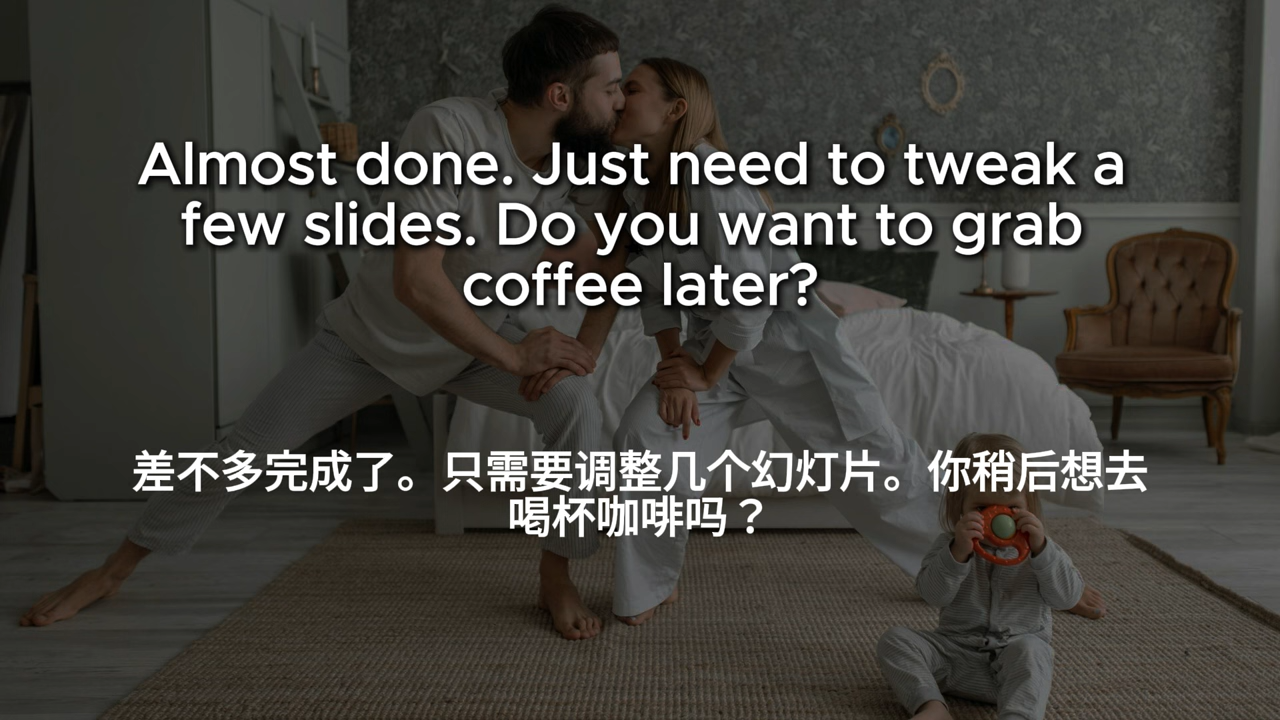 Almost done. Just need to tweak a
few slides. Do you want to grab
coffee later?
差不多完成了。只需要调整几个幻灯片。你稍后想去
喝杯咖啡吗？